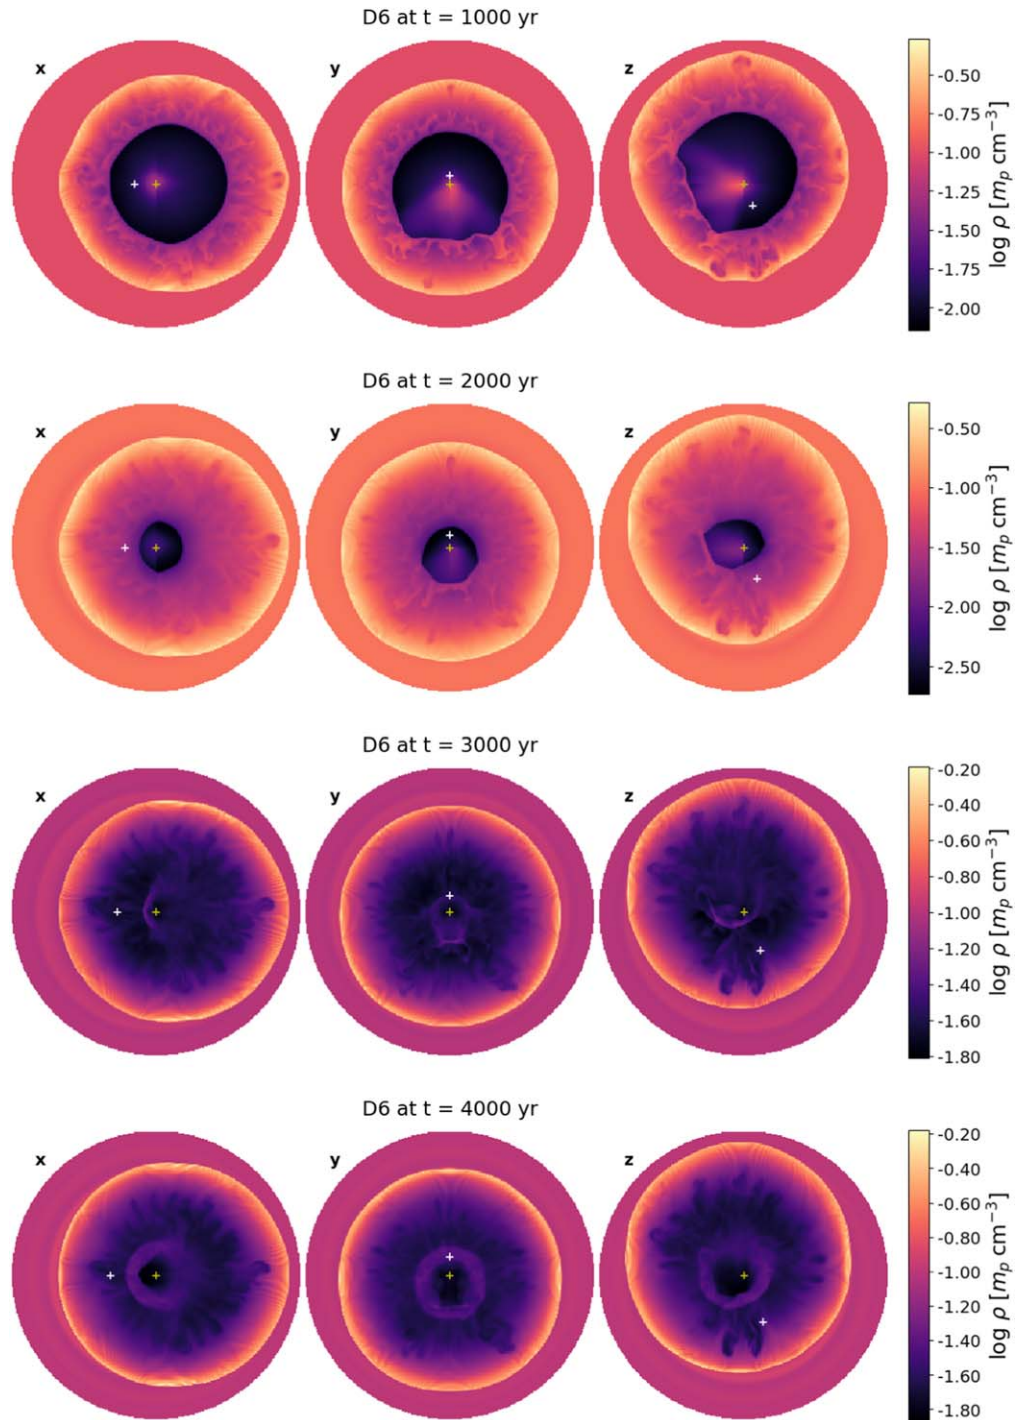 D6 at t = 1000 yr
x
y
z
-0.50
-0.75
-1.00
-1.25
-1.50
-1.75
-2.00
log ρ [m_p cm⁻³]
D6 at t = 2000 yr
x
y
z
-0.50
-1.00
-1.50
-2.00
-2.50
log ρ [m_p cm⁻³]
D6 at t = 3000 yr
x
y
z
-0.20
-0.40
-0.60
-0.80
-1.00
-1.20
-1.40
-1.60
-1.80
log ρ [m_p cm⁻³]
D6 at t = 4000 yr
x
y
z
-0.20
-0.40
-0.60
-0.80
-1.00
-1.20
-1.40
-1.60
-1.80
log ρ [m_p cm⁻³]